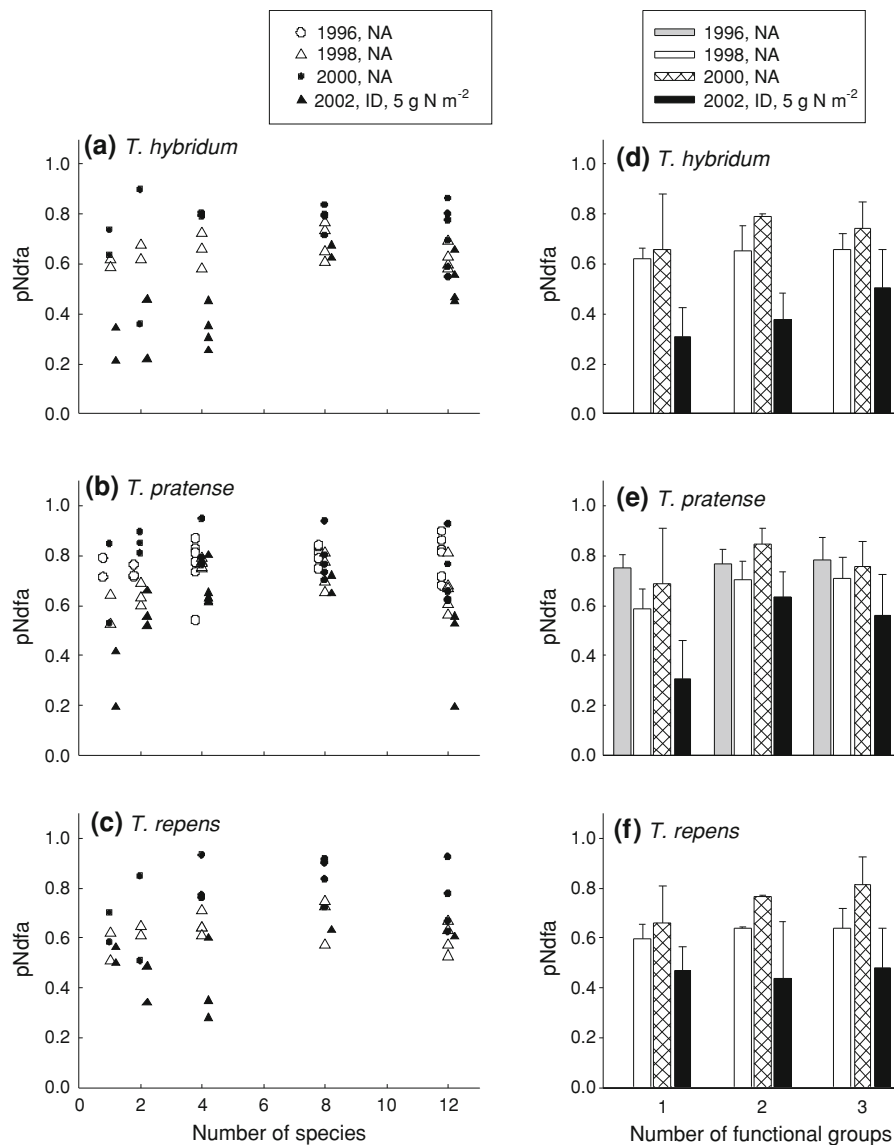 1996, NA
1998, NA
2000, NA
2002, ID, 5 g N m⁻²
1996, NA
1998, NA
2000, NA
2002, ID, 5 g N m⁻²
(a) T. hybridum
pNdfa
1.0
0.8
0.6
0.4
0.2
0.0
(d) T. hybridum
pNdfa
1.0
0.8
0.6
0.4
0.2
0.0
(b) T. pratense
pNdfa
1.0
0.8
0.6
0.4
0.2
0.0
(e) T. pratense
pNdfa
1.0
0.8
0.6
0.4
0.2
0.0
(c) T. repens
pNdfa
1.0
0.8
0.6
0.4
0.2
0.0
0 2 4 6 8 10 12
Number of species
(f) T. repens
pNdfa
1.0
0.8
0.6
0.4
0.2
0.0
1 2 3
Number of functional groups